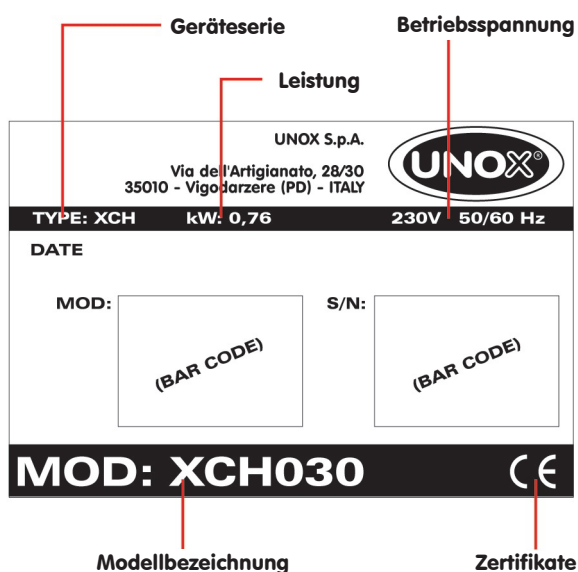 Geräteserie
Betriebsspannung
Leistung
UNOX S.p.A.
Via dell'Artigianato, 28/30
35010 - Vigodarzere (PD) - ITALY
UNOX®
TYPE: XCH kW: 0,76 230V 50/60 Hz
DATE
MOD: (BAR CODE) S/N: (BAR CODE)
MOD: XCH030 CE
Modellbezeichnung
Zertifikate